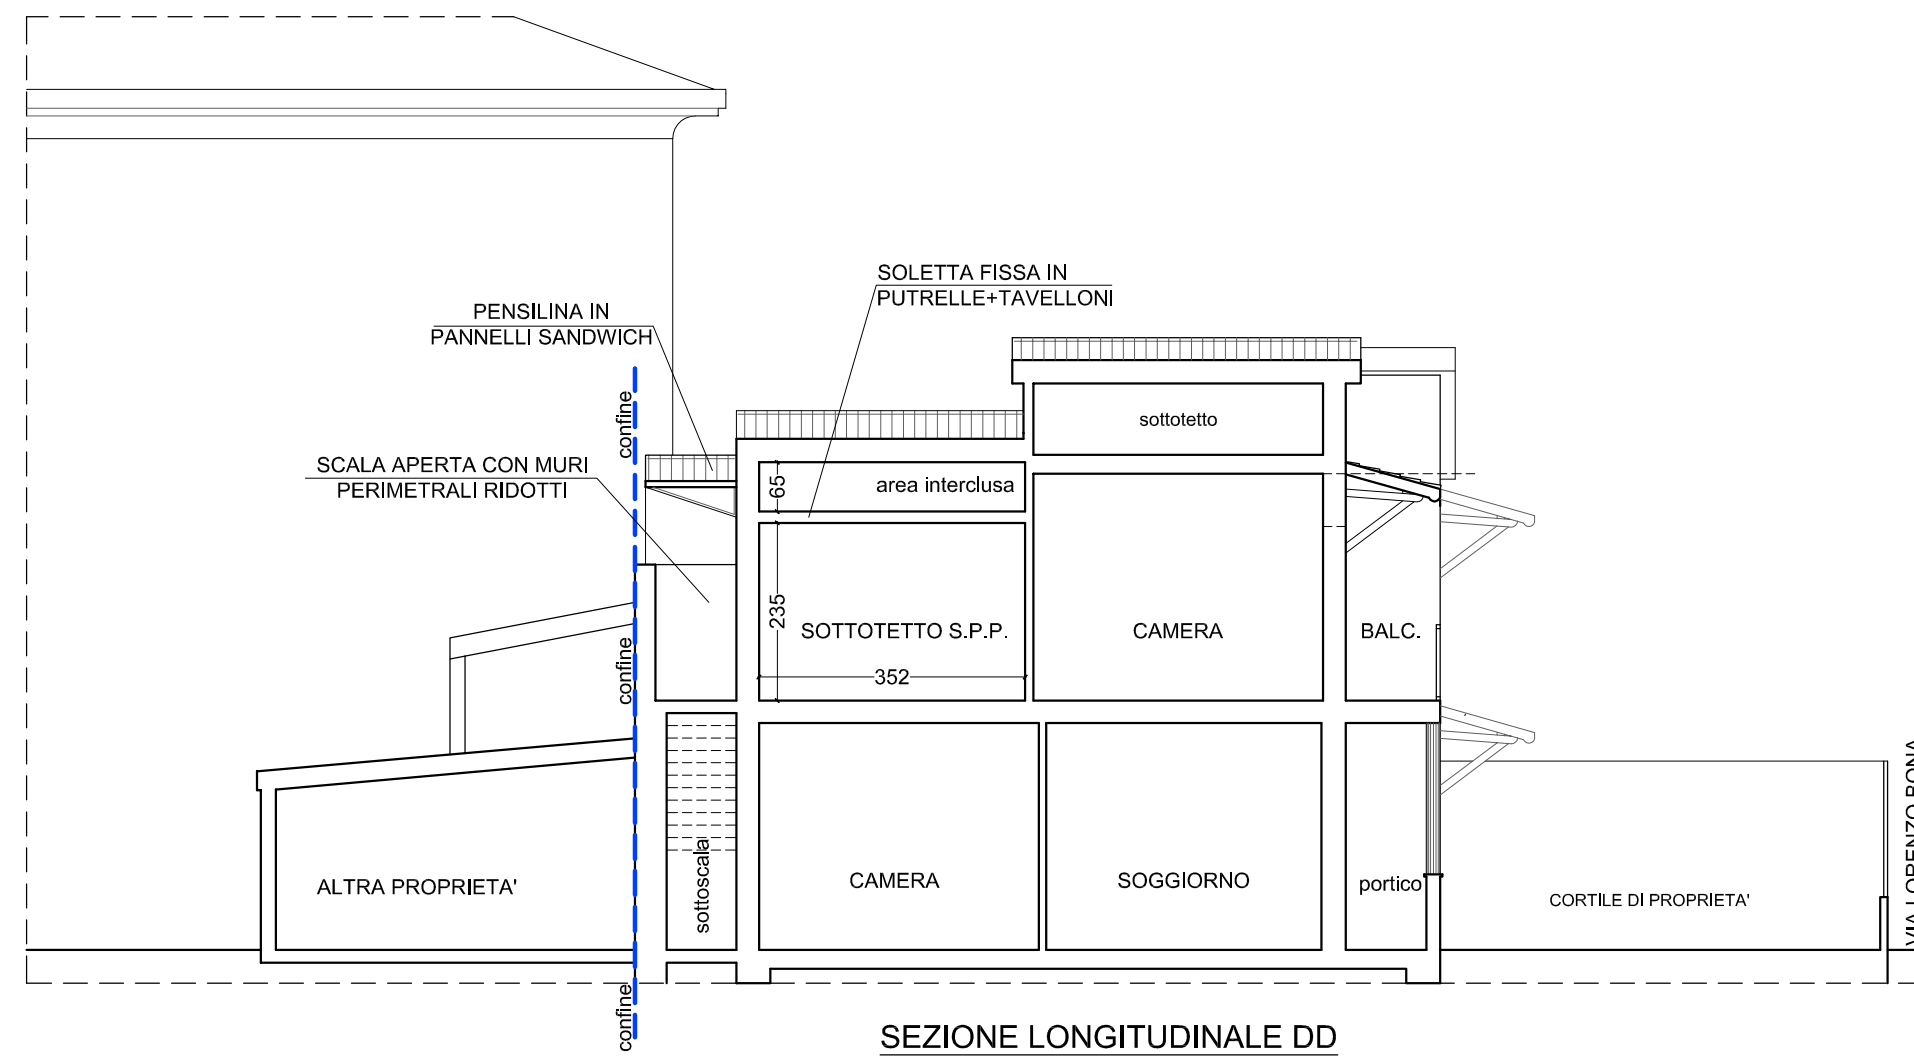 SOLETTA FISSA IN
PUTRELLE+TAVELLONI
PENSILINA IN
PANNELLI SANDWICH
confine
sottotetto
SCALA APERTA CON MURI
PERIMETRALI RIDOTTI
65
area interclusa
235
SOTTOTETTO S.P.P.
CAMERA
BALC.
confine
352
ALTRA PROPRIETA'
sottoscala
CAMERA
SOGGIORNO
portico
CORTILE DI PROPRIETA'
VIA LORENZO BONA
confine
SEZIONE LONGITUDINALE DD